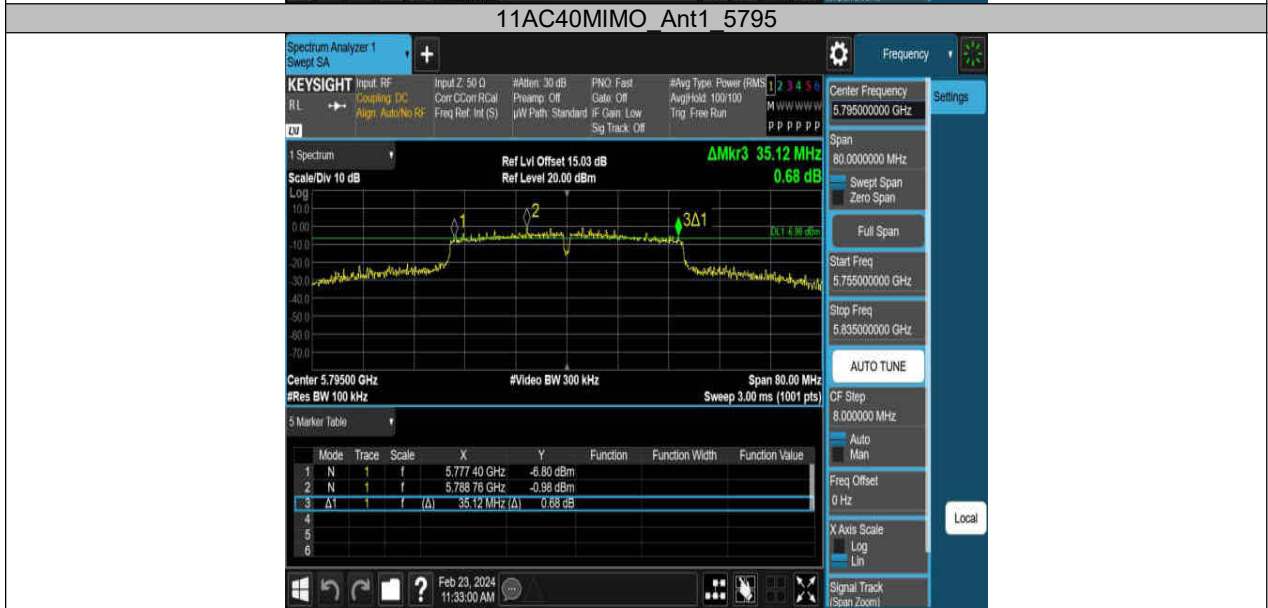 11AC40MIMO_Ant1_5795
Spectrum Analyzer 1
Swept SA
+
Frequency
KEYSIGHT
RL
LXI
Input: RF
Coupling: DC
Align: Auto/No RF
Input Z: 50 Ω
Corr CCorr RCal
Freq Ref: Int (S)
#Atten: 30 dB
Preamp: Off
µW Path: Standard
PNO: Fast
Gate: Off
IF Gain: Low
Sig Track: Off
#Avg Type: Power (RMS
Avg|Hold: 100/100
Trig: Free Run
1 2 3 4 5 6
M W W W W W
P P P P P P
Center Frequency
5.795000000 GHz
Settings
Span
80.0000000 MHz
Swept Span
Zero Span
Full Span
Start Freq
5.755000000 GHz
Stop Freq
5.835000000 GHz
AUTO TUNE
CF Step
8.000000 MHz
Auto
Man
Freq Offset
0 Hz
X Axis Scale
Log
Lin
Signal Track
(Span Zoom)
Local
1 Spectrum
Scale/Div 10 dB
Ref Lvl Offset 15.03 dB
Ref Level 20.00 dBm
ΔMkr3 35.12 MHz
0.68 dB
Log
10.0
0.00
-10.0
-20.0
-30.0
-40.0
-50.0
-60.0
-70.0
1
2
3Δ1
DL1 -6.98 dBm
Center 5.79500 GHz
#Video BW 300 kHz
Span 80.00 MHz
#Res BW 100 kHz
Sweep 3.00 ms (1001 pts)
5 Marker Table
Mode Trace Scale X Y Function Function Width Function Value
1 N 1 f 5.777 40 GHz -6.80 dBm
2 N 1 f 5.788 76 GHz -0.98 dBm
3 Δ1 1 f (Δ) 35.12 MHz (Δ) 0.68 dB
4
5
6
?
Feb 23, 2024
11:33:00 AM